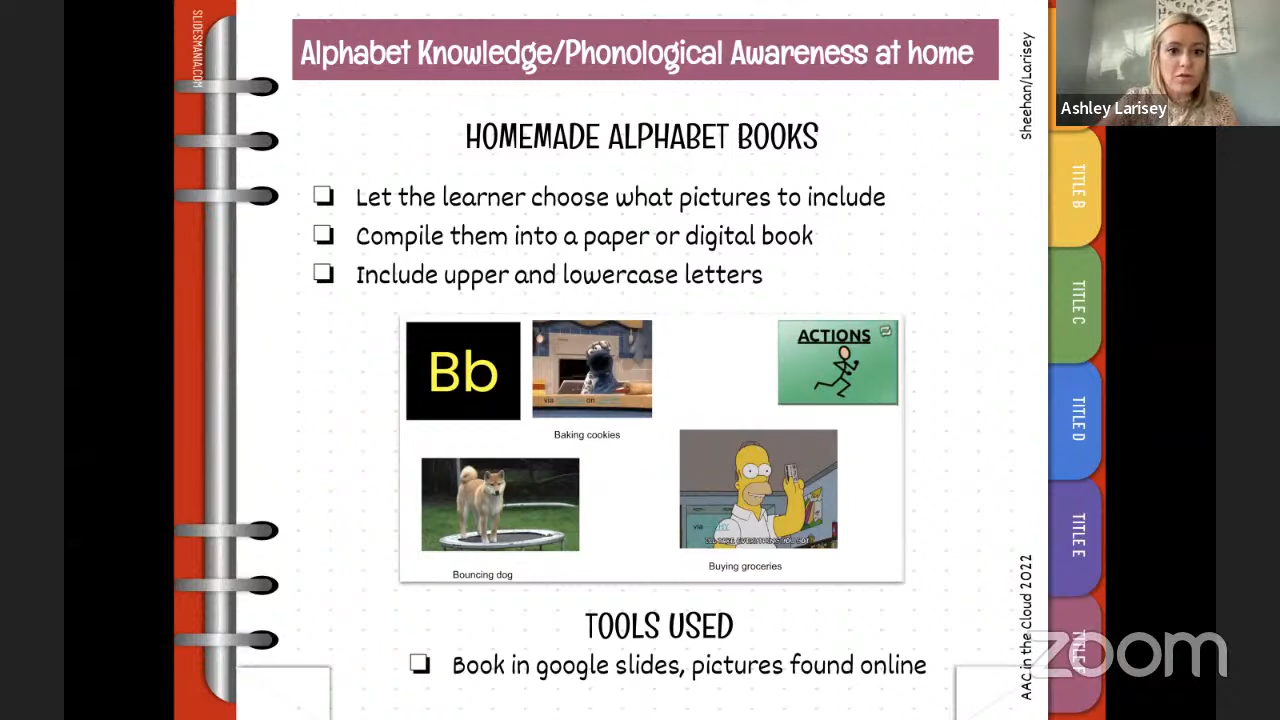 SLIDESMANIA.COM
Alphabet Knowledge/Phonological Awareness at home
Sheehan/Larisey
Ashley Larisey
HOMEMADE ALPHABET BOOKS
Let the learner choose what pictures to include
Compile them into a paper or digital book
Include upper and lowercase letters
Bb
via
on
Baking cookies
ACTIONS
Bouncing dog
via
Buying groceries
TOOLS USED
Book in google slides, pictures found online
AAC in the Cloud 2022
TITLE B
TITLE C
TITLE D
TITLE E
zoom